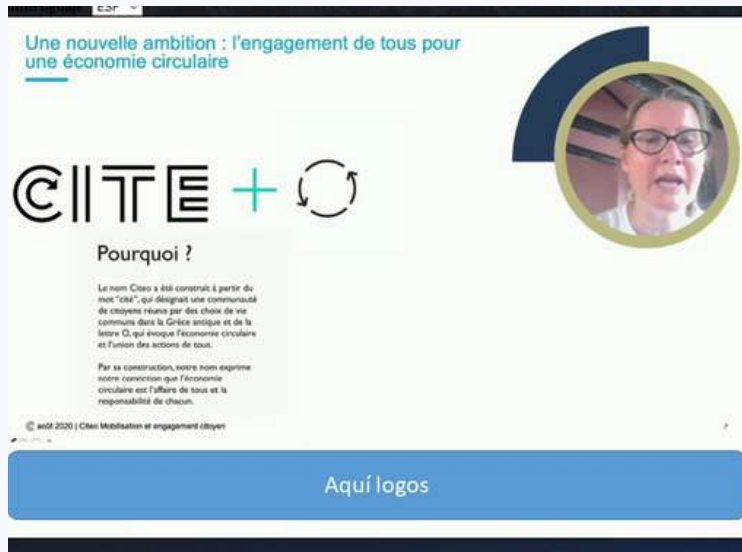 ESP
Une nouvelle ambition : l'engagement de tous pour
une économie circulaire
CITE +
Pourquoi ?
Le nom Citeo a été construit à partir du
mot "cité", qui désignait une communauté
de citoyens réunis par des choix de vie
communs dans la Grèce antique et de la
lettre O, qui évoque l'économie circulaire
et l'union des actions de tous.
Par sa construction, notre nom exprime
notre conviction que l'économie
circulaire est l'affaire de tous et la
responsabilité de chacun.
août 2020 | Citeo Mobilisation et engagement citoyen
Aquí logos